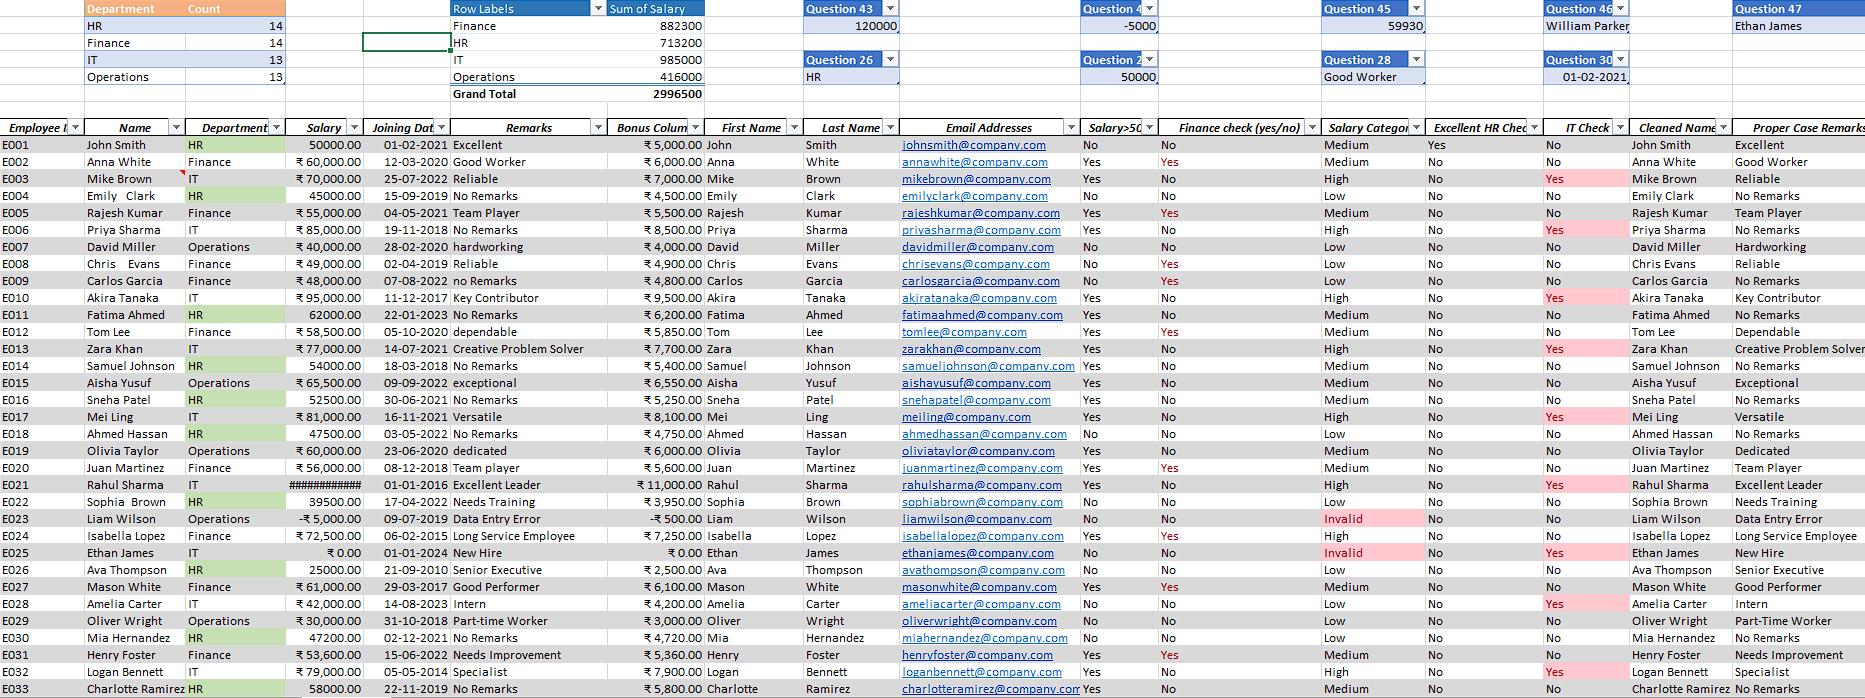 Department Count Row Labels Sum of Salary Question 43 Question 4 Question 45 Question 46 Question 47
HR 14 Finance 882300 120000 -5000 59930 William Parker Ethan James
Finance 14 HR 713200
IT 13 IT 985000 Question 26 Question 2 Question 28 Question 30
Operations 13 Operations 416000 HR 50000 Good Worker 01-02-2021
Grand Total 2996500
Employee I Name Department Salary Joining Dat Remarks Bonus Colum First Name Last Name Email Addresses Salary>50 Finance check (yes/no) Salary Categor Excellent HR Chec IT Check Cleaned Name Proper Case Remarks
E001 John Smith HR 50000.00 01-02-2021 Excellent ₹ 5,000.00 John Smith johnsmith@company.com No No Medium Yes No John Smith Excellent
E002 Anna White Finance ₹ 60,000.00 12-03-2020 Good Worker ₹ 6,000.00 Anna White annawhite@company.com Yes Yes Medium No No Anna White Good Worker
E003 Mike Brown IT ₹ 70,000.00 25-07-2022 Reliable ₹ 7,000.00 Mike Brown mikebrown@company.com Yes No High No Yes Mike Brown Reliable
E004 Emily Clark HR 45000.00 15-09-2019 No Remarks ₹ 4,500.00 Emily Clark emilyclark@company.com No No Low No No Emily Clark No Remarks
E005 Rajesh Kumar Finance ₹ 55,000.00 04-05-2021 Team Player ₹ 5,500.00 Rajesh Kumar rajeshkumar@company.com Yes Yes Medium No No Rajesh Kumar Team Player
E006 Priya Sharma IT ₹ 85,000.00 19-11-2018 No Remarks ₹ 8,500.00 Priya Sharma priyasharma@company.com Yes No High No Yes Priya Sharma No Remarks
E007 David Miller Operations ₹ 40,000.00 28-02-2020 hardworking ₹ 4,000.00 David Miller davidmiller@company.com No No Low No No David Miller Hardworking
E008 Chris Evans Finance ₹ 49,000.00 02-04-2019 Reliable ₹ 4,900.00 Chris Evans chrisevans@company.com No Yes Low No No Chris Evans Reliable
E009 Carlos Garcia Finance ₹ 48,000.00 07-08-2022 no Remarks ₹ 4,800.00 Carlos Garcia carlosgarcia@company.com No Yes Low No No Carlos Garcia No Remarks
E010 Akira Tanaka IT ₹ 95,000.00 11-12-2017 Key Contributor ₹ 9,500.00 Akira Tanaka akiratanaka@company.com Yes No High No Yes Akira Tanaka Key Contributor
E011 Fatima Ahmed HR 62000.00 22-01-2023 No Remarks ₹ 6,200.00 Fatima Ahmed fatimaahmed@company.com Yes No Medium No No Fatima Ahmed No Remarks
E012 Tom Lee Finance ₹ 58,500.00 05-10-2020 dependable ₹ 5,850.00 Tom Lee tomlee@company.com Yes Yes Medium No No Tom Lee Dependable
E013 Zara Khan IT ₹ 77,000.00 14-07-2021 Creative Problem Solver ₹ 7,700.00 Zara Khan zarakhan@company.com Yes No High No Yes Zara Khan Creative Problem Solver
E014 Samuel Johnson HR 54000.00 18-03-2018 No Remarks ₹ 5,400.00 Samuel Johnson samueljohnson@company.com Yes No Medium No No Samuel Johnson No Remarks
E015 Aisha Yusuf Operations ₹ 65,500.00 09-09-2022 exceptional ₹ 6,550.00 Aisha Yusuf aishayusuf@company.com Yes No Medium No No Aisha Yusuf Exceptional
E016 Sneha Patel HR 52500.00 30-06-2021 No Remarks ₹ 5,250.00 Sneha Patel snehapatel@company.com Yes No Medium No No Sneha Patel No Remarks
E017 Mei Ling IT ₹ 81,000.00 16-11-2021 Versatile ₹ 8,100.00 Mei Ling meiling@company.com Yes No High No Yes Mei Ling Versatile
E018 Ahmed Hassan HR 47500.00 03-05-2022 No Remarks ₹ 4,750.00 Ahmed Hassan ahmedhassan@company.com No No Low No No Ahmed Hassan No Remarks
E019 Olivia Taylor Operations ₹ 60,000.00 23-06-2020 dedicated ₹ 6,000.00 Olivia Taylor oliviataylor@company.com Yes No Medium No No Olivia Taylor Dedicated
E020 Juan Martinez Finance ₹ 56,000.00 08-12-2018 Team player ₹ 5,600.00 Juan Martinez juanmartinez@company.com Yes Yes Medium No No Juan Martinez Team Player
E021 Rahul Sharma IT ############ 01-01-2016 Excellent Leader ₹ 11,000.00 Rahul Sharma rahulsharma@company.com Yes No High No Yes Rahul Sharma Excellent Leader
E022 Sophia Brown HR 39500.00 17-04-2022 Needs Training ₹ 3,950.00 Sophia Brown sophiabrown@company.com No No Low No No Sophia Brown Needs Training
E023 Liam Wilson Operations -₹ 5,000.00 09-07-2019 Data Entry Error -₹ 500.00 Liam Wilson liamwilson@company.com No No Invalid No No Liam Wilson Data Entry Error
E024 Isabella Lopez Finance ₹ 72,500.00 06-02-2015 Long Service Employee ₹ 7,250.00 Isabella Lopez isabellalopez@company.com Yes Yes High No No Isabella Lopez Long Service Employee
E025 Ethan James IT ₹ 0.00 01-01-2024 New Hire ₹ 0.00 Ethan James ethanjames@company.com No No Invalid No Yes Ethan James New Hire
E026 Ava Thompson HR 25000.00 21-09-2010 Senior Executive ₹ 2,500.00 Ava Thompson avathompson@company.com No No Low No No Ava Thompson Senior Executive
E027 Mason White Finance ₹ 61,000.00 29-03-2017 Good Performer ₹ 6,100.00 Mason White masonwhite@company.com Yes Yes Medium No No Mason White Good Performer
E028 Amelia Carter IT ₹ 42,000.00 14-08-2023 Intern ₹ 4,200.00 Amelia Carter ameliacarter@company.com No No Low No Yes Amelia Carter Intern
E029 Oliver Wright Operations ₹ 30,000.00 31-10-2018 Part-time Worker ₹ 3,000.00 Oliver Wright oliverwright@company.com No No Low No No Oliver Wright Part-Time Worker
E030 Mia Hernandez HR 47200.00 02-12-2021 No Remarks ₹ 4,720.00 Mia Hernandez miahernandez@company.com No No Low No No Mia Hernandez No Remarks
E031 Henry Foster Finance ₹ 53,600.00 15-06-2022 Needs Improvement ₹ 5,360.00 Henry Foster henryfoster@company.com Yes Yes Medium No No Henry Foster Needs Improvement
E032 Logan Bennett IT ₹ 79,000.00 05-05-2014 Specialist ₹ 7,900.00 Logan Bennett loganbennett@company.com Yes No High No Yes Logan Bennett Specialist
E033 Charlotte Ramirez HR 58000.00 22-11-2019 No Remarks ₹ 5,800.00 Charlotte Ramirez charlotteramirez@company.com Yes No Medium No No Charlotte Ramirez No Remarks